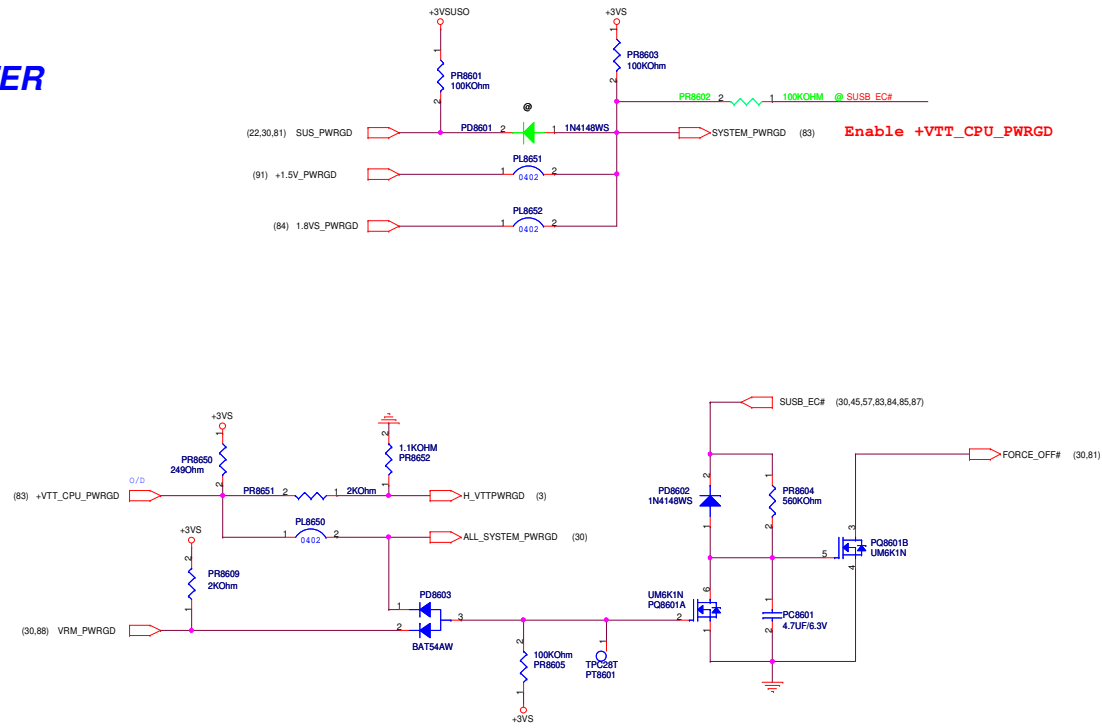 ER
+3VSUSO
+3VS
1
PR8601
100KOhm
2
1
PR8603
100KOhm
2
PR8602 2 1 100KOHM @ SUSB_EC#
@
(22,30,81) SUS_PWRGD
PD8601 2 1 1N4148WS
SYSTEM_PWRGD (83)
Enable +VTT_CPU_PWRGD
PL8651
(91) +1.5V_PWRGD
1 2
0402
PL8652
(84) 1.8VS_PWRGD
1 2
0402
SUSB_EC# (30,45,57,83,84,85,87)
+3VS
1
PR8650
249Ohm
2
2
1.1KOHM
PR8652
1
FORCE_OFF# (30,81)
O/D
(83) +VTT_CPU_PWRGD
PR8651 2 1 2KOhm
H_VTTPWRGD (3)
2
PD8602
1N4148WS
1
1
PR8604
560KOhm
2
+3VS
PL8650
1 2
0402
ALL_SYSTEM_PWRGD (30)
3
5
PQ8601B
UM6K1N
4
2
PR8609
2KOhm
1
PD8603
1
2
3
BAT54AW
(30,88) VRM_PWRGD
UM6K1N
PQ8601A
6
2
1
1
PC8601
4.7UF/6.3V
2
2
100KOhm
PR8605
1
1
TPC28T
PT8601
+3VS